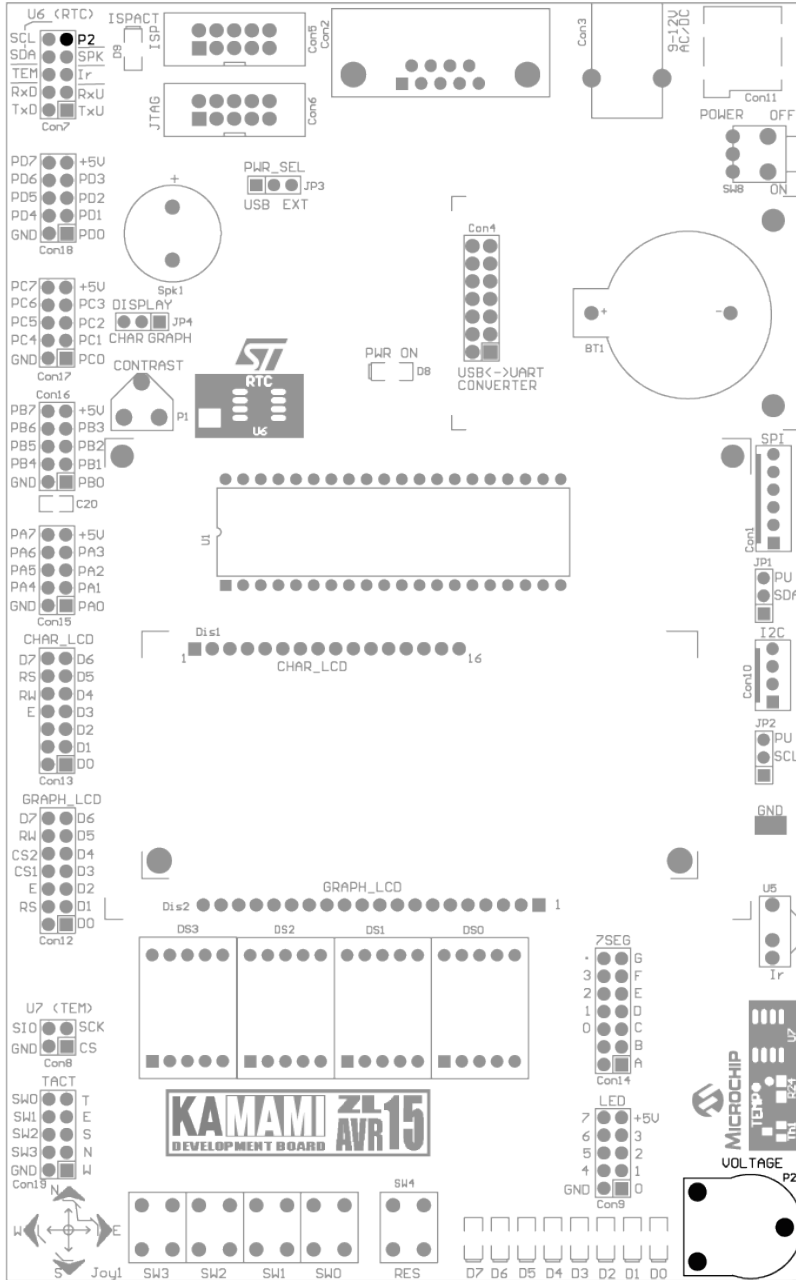 U6 (RTC)
SCL P2
SDA SPK
TEM Ir
RxD RxU
TxD TxU
Con7
ISPACT
D9
ISP
Con5
JTAG
Con6
Con2
Con3
9-12V
AC/DC
Con11
POWER OFF
SW8 ON
PD7 +5V
PD6 PD3
PD5 PD2
PD4 PD1
GND PD0
Con18
+
Spk1
PWR_SEL
JP3
USB EXT
Con4
USB<->UART
CONVERTER
+ -
BT1
PC7 +5V
PC6 PC3
PC5 PC2
PC4 PC1
GND PC0
Con17
DISPLAY
JP4
CHAR GRAPH
CONTRAST
P1
ST
RTC
U6
PWR ON
D8
Con16
PB7 +5V
PB6 PB3
PB5 PB2
PB4 PB1
GND PB0
C20
SPI
Con1
U1
PA7 +5V
PA6 PA3
PA5 PA2
PA4 PA1
GND PA0
Con15
JP1
PU
SDA
I2C
Con10
JP2
PU
SCL
GND
CHAR_LCD
D7 D6
RS D5
RW D4
E D3
D2
D1
D0
Con13
Dis1
1 16
CHAR_LCD
GRAPH_LCD
D7 D6
RW D5
CS2 D4
CS1 D3
E D2
RS D1
D0
Con12
GRAPH_LCD
Dis2 1
DS3 DS2 DS1 DS0
7SEG
. G
3 F
2 E
1 D
0 C
B
A
Con14
U5
Ir
U7 (TEM)
SIO SCK
GND CS
Con8
TACT
SW0 T
SW1 E
SW2 S
SW3 N
GND W
Con19
KAMAMI
DEVELOPMENT BOARD
ZL
AVR
15
LED
7 +5V
6 3
5 2
4 1
GND 0
Con9
MICROCHIP
TEMP
U7
R24
Th1
VOLTAGE
P2
N
W E
S Joy1
SW3 SW2 SW1 SW0
SW4
RES
D7 D6 D5 D4 D3 D2 D1 D0